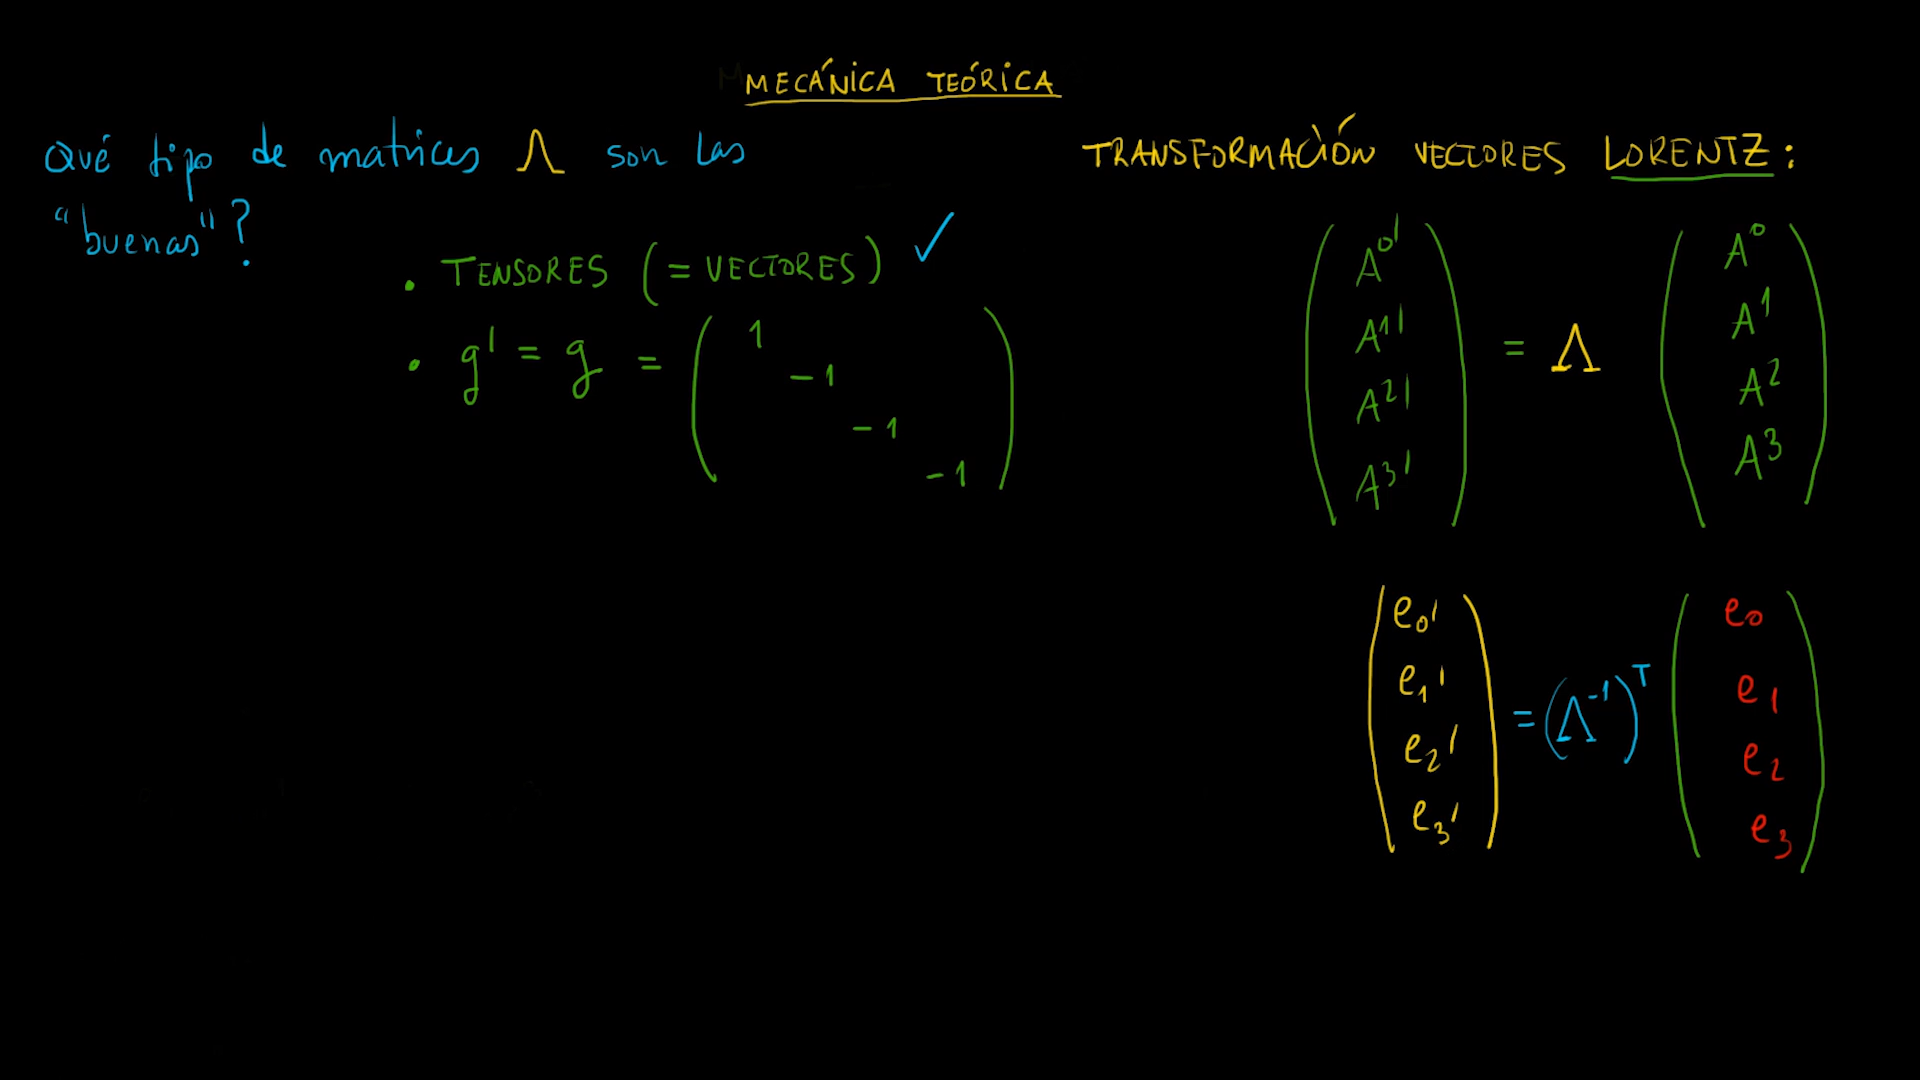 MECÁNICA TEÓRICA
Qué tipo de matrices Λ son las
"buenas"?
• TENSORES (= VECTORES) ✓
• g' = g = ( 1
-1
-1
-1 )
TRANSFORMACIÓN VECTORES LORENTZ:
( A⁰' A¹' A²' A³' ) = Λ ( A⁰ A¹ A² A³ )
( e₀' e₁' e₂' e₃' ) = (Λ⁻¹)ᵀ ( e₀ e₁ e₂ e₃ )